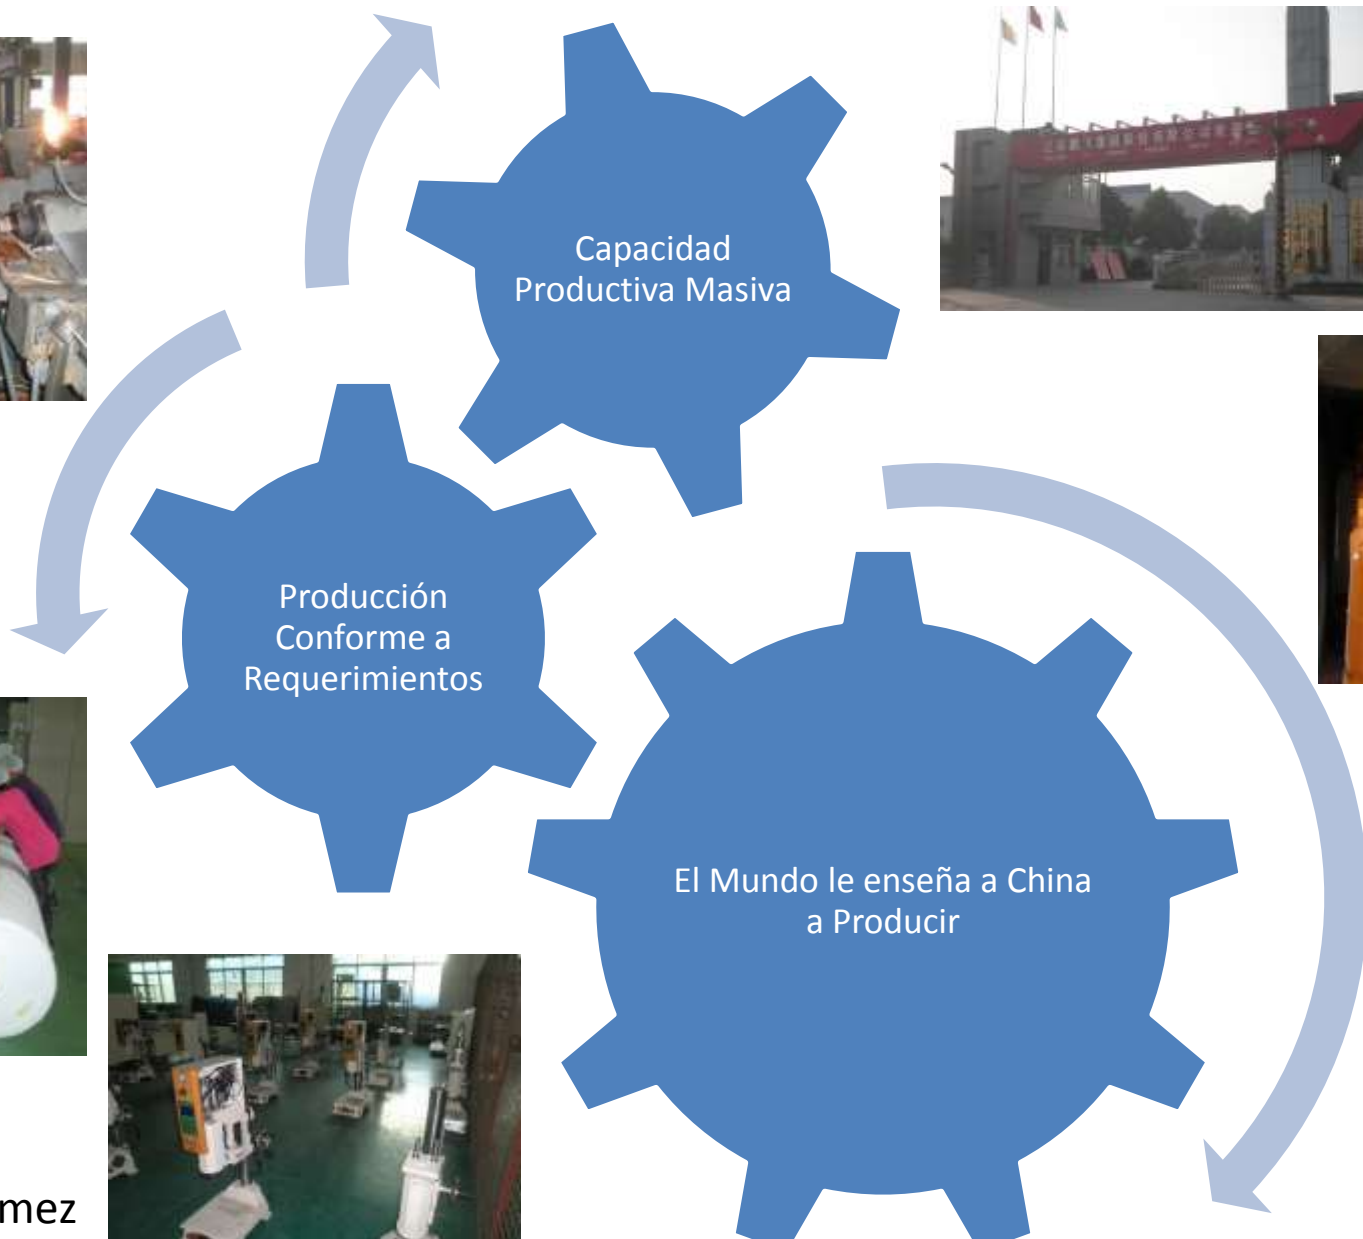 Capacidad
Productiva Masiva
Producción
Conforme a
Requerimientos
El Mundo le enseña a China
a Producir
mez